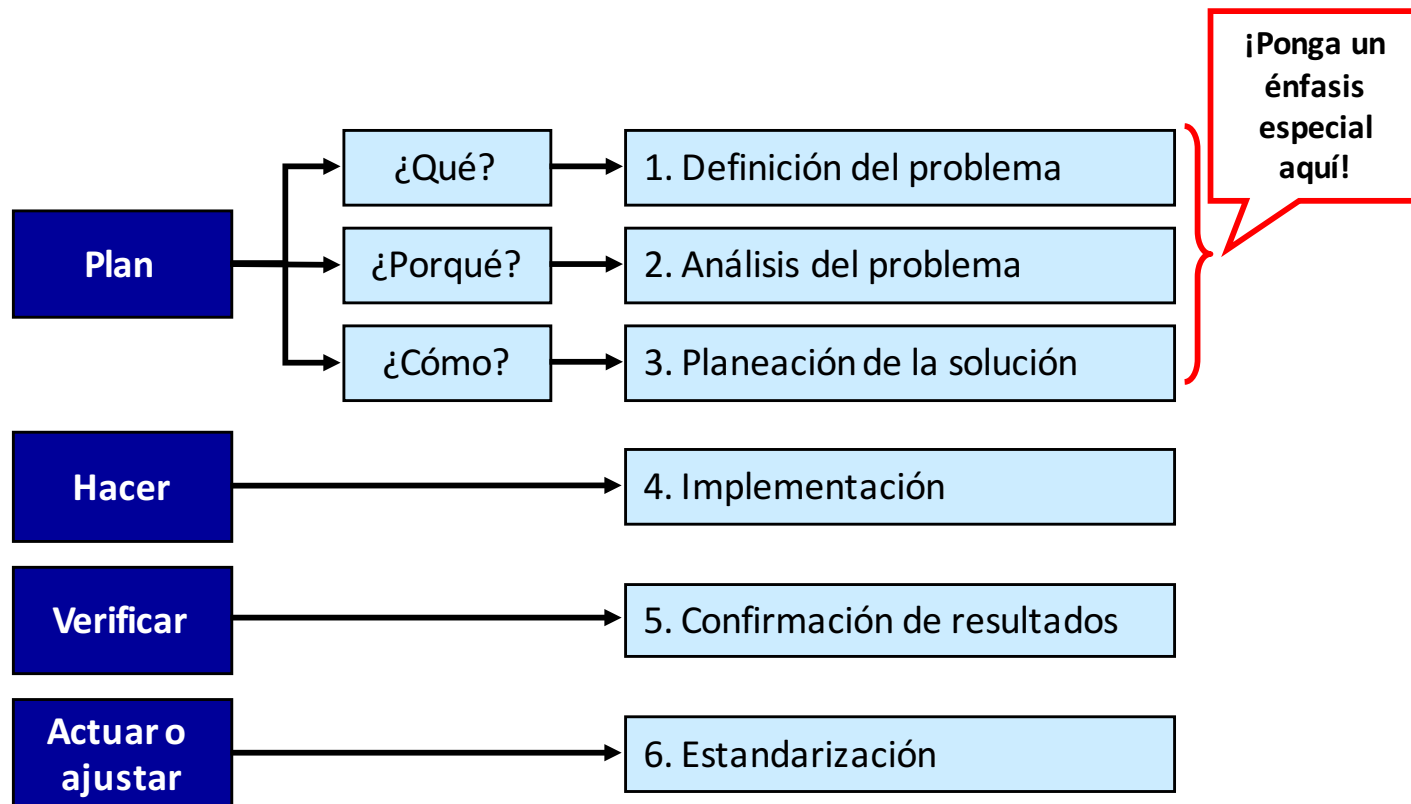 ¡Ponga un
énfasis
especial
aquí!
¿Qué?
1. Definición del problema
Plan
¿Porqué?
2. Análisis del problema
¿Cómo?
3. Planeación de la solución
Hacer
4. Implementación
Verificar
5. Confirmación de resultados
Actuar o
ajustar
6. Estandarización